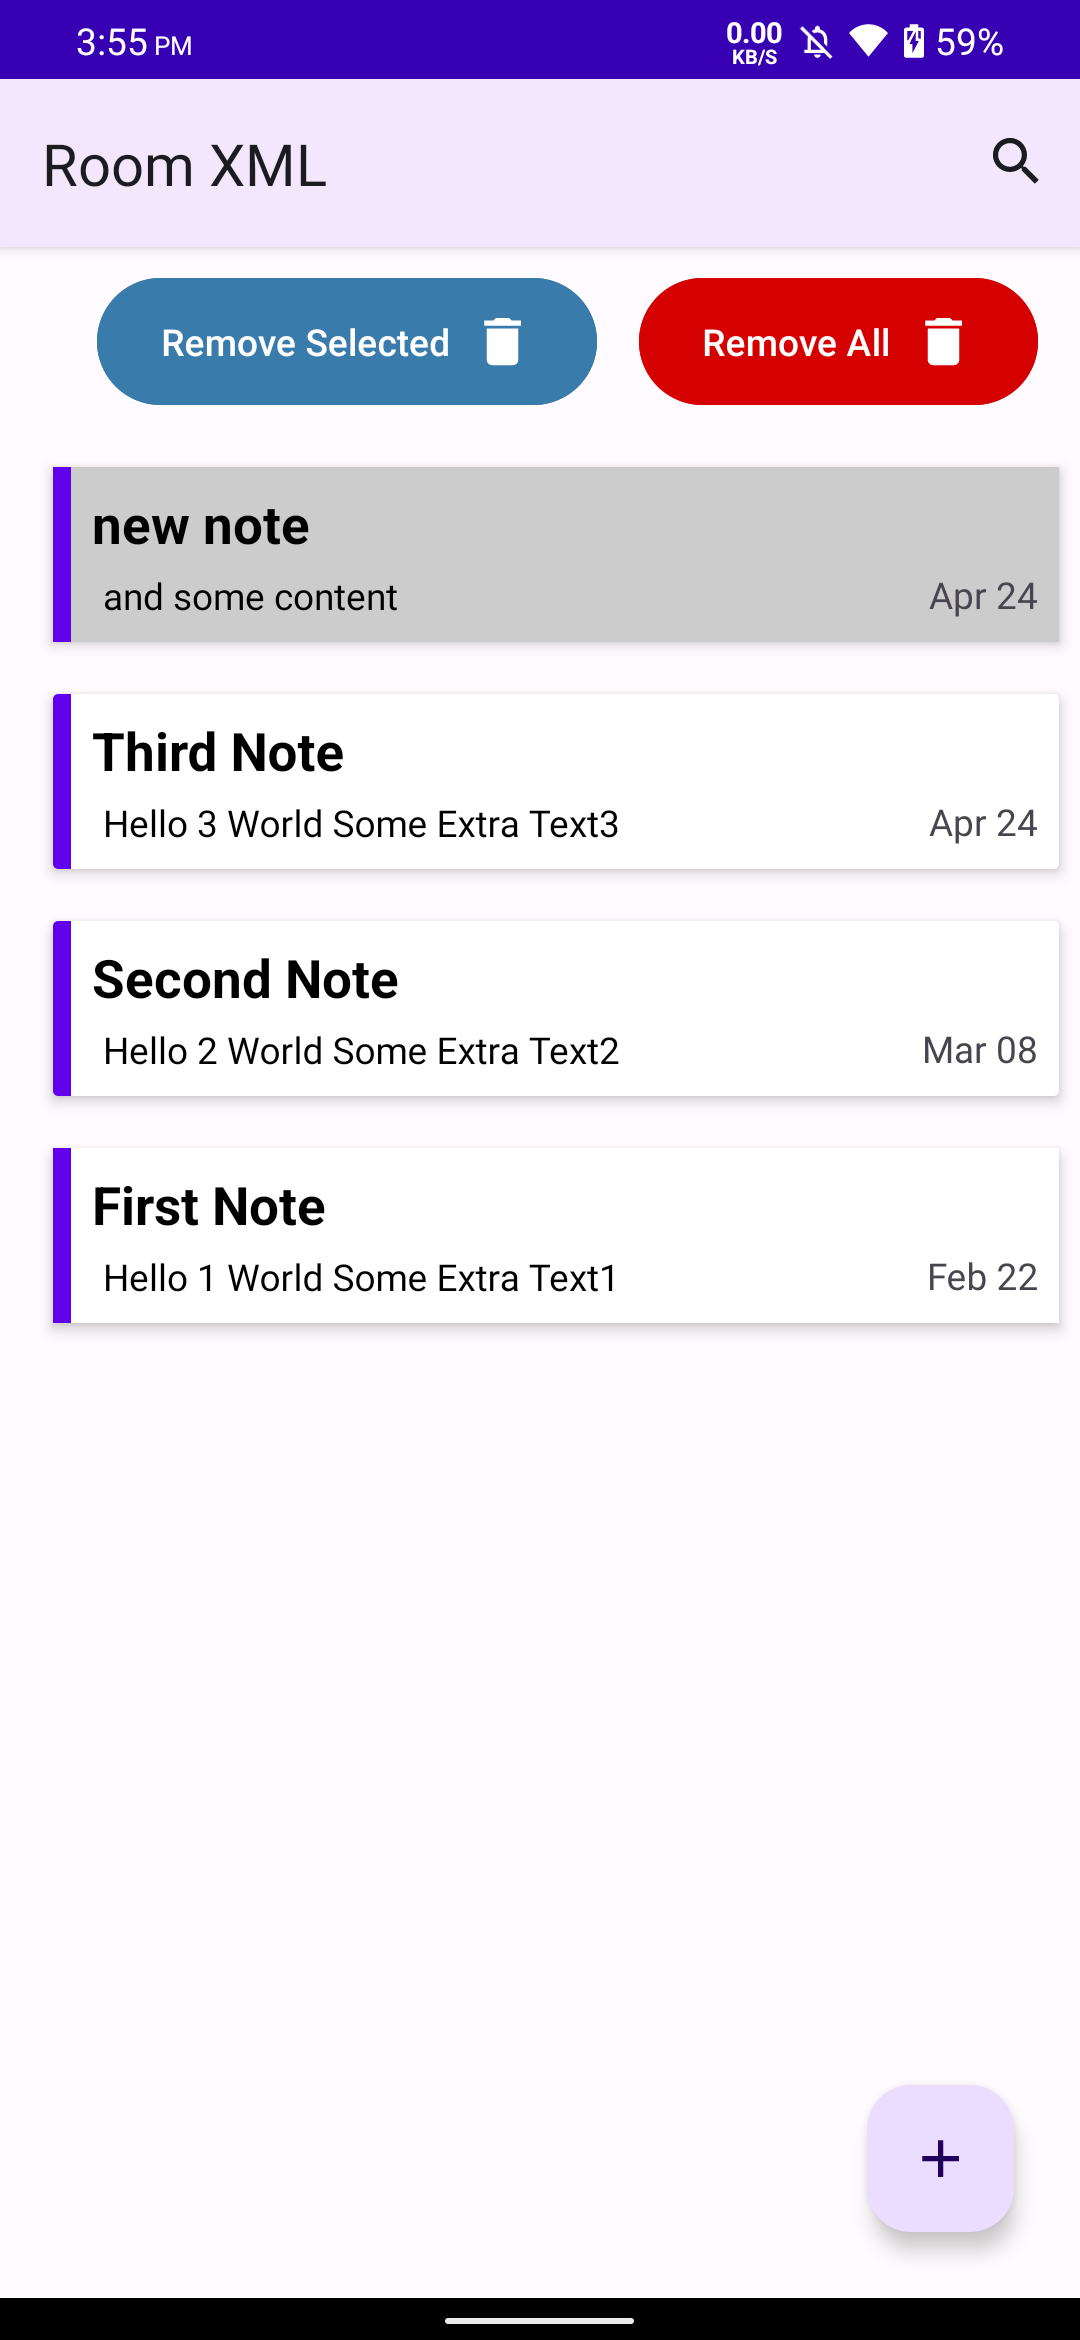 3:55 PM
0.00
KB/S
59%
Room XML
Remove Selected
Remove All
new note
and some content
Apr 24
Third Note
Hello 3 World Some Extra Text3
Apr 24
Second Note
Hello 2 World Some Extra Text2
Mar 08
First Note
Hello 1 World Some Extra Text1
Feb 22